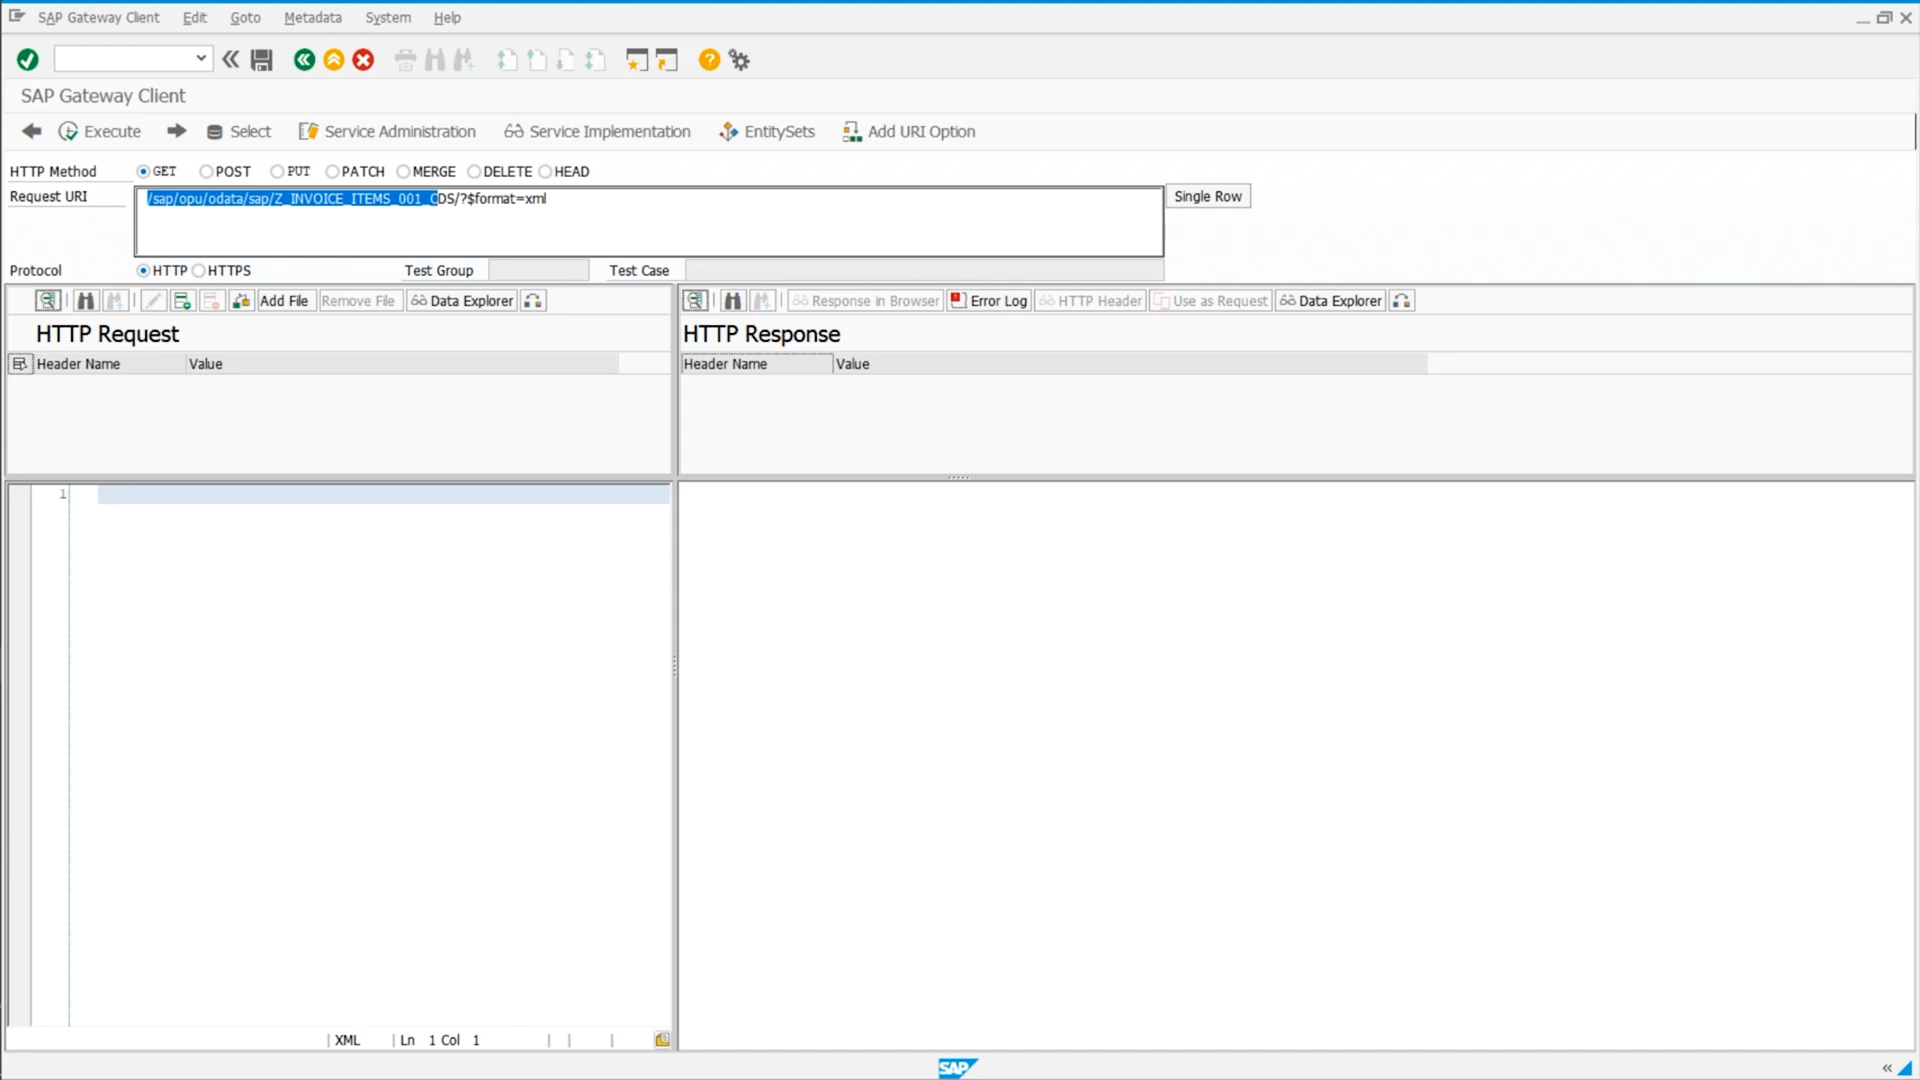 SAP Gateway Client Edit Goto Metadata System Help
SAP Gateway Client
Execute Select Service Administration Service Implementation EntitySets Add URI Option
HTTP Method GET POST PUT PATCH MERGE DELETE HEAD
Request URI /sap/opu/odata/sap/Z_INVOICE_ITEMS_001_CDS/?$format=xml Single Row
Protocol HTTP HTTPS Test Group Test Case
Add File Remove File Data Explorer Response in Browser Error Log HTTP Header Use as Request Data Explorer
HTTP Request HTTP Response
Header Name Value Header Name Value
1
XML Ln 1 Col 1
SAP